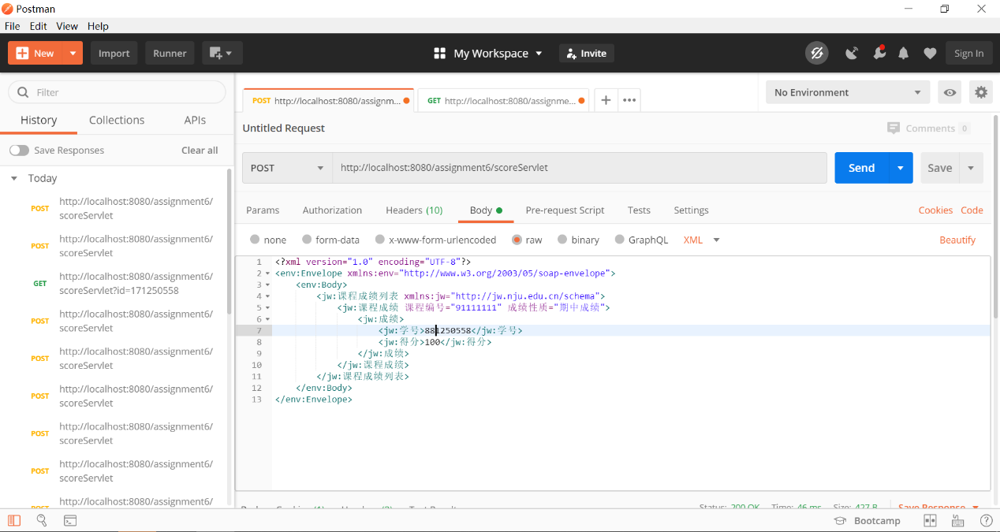 Postman
File Edit View Help
New Import Runner My Workspace Invite Sign In
Filter
History Collections APIs
Save Responses Clear all
Today
POST http://localhost:8080/assignment6/
scoreServlet
POST http://localhost:8080/assignment6/
scoreServlet
GET http://localhost:8080/assignment6/
scoreServlet?id=171250558
POST http://localhost:8080/assignment6/
scoreServlet
POST http://localhost:8080/assignment6/
scoreServlet
POST http://localhost:8080/assignment6/
scoreServlet
POST http://localhost:8080/assignment6/
scoreServlet
POST http://localhost:8080/assignment6/
scoreServlet
POST http://localhost:8080/assignment6/
POST http://localhost:8080/assignm... GET http://localhost:8080/assignme... No Environment
Untitled Request Comments 0
POST http://localhost:8080/assignment6/scoreServlet Send Save
Params Authorization Headers (10) Body Pre-request Script Tests Settings Cookies Code
none form-data x-www-form-urlencoded raw binary GraphQL XML Beautify
1 <?xml version="1.0" encoding="UTF-8"?>
2 <env:Envelope xmlns:env="http://www.w3.org/2003/05/soap-envelope">
3 <env:Body>
4 <jw:课程成绩列表 xmlns:jw="http://jw.nju.edu.cn/schema">
5 <jw:课程成绩 课程编号="91111111" 成绩性质="期中成绩">
6 <jw:成绩>
7 <jw:学号>881250558</jw:学号>
8 <jw:得分>100</jw:得分>
9 </jw:成绩>
10 </jw:课程成绩>
11 </jw:课程成绩列表>
12 </env:Body>
13 </env:Envelope>
Status: 200 OK Time: 46 ms Size: 427 B Save Response
Bootcamp